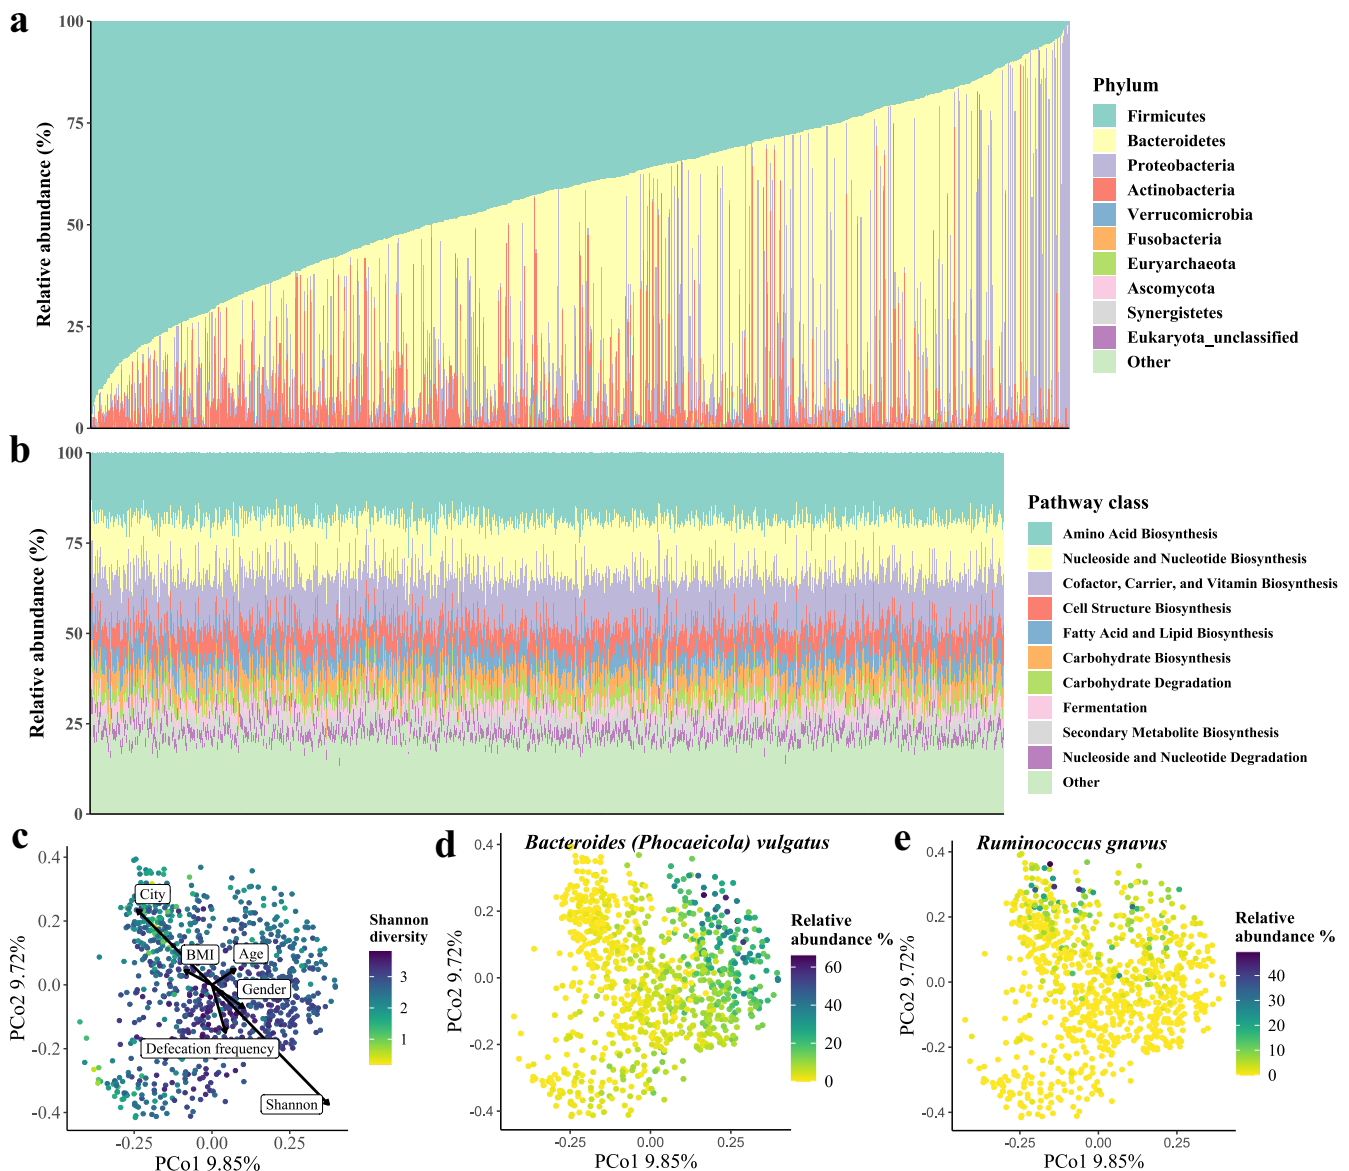 a
100
75
50
25
0
Relative abundance (%)
Phylum
Firmicutes
Bacteroidetes
Proteobacteria
Actinobacteria
Verrucomicrobia
Fusobacteria
Euryarchaeota
Ascomycota
Synergistetes
Eukaryota_unclassified
Other
b
100
75
50
25
0
Relative abundance (%)
Pathway class
Amino Acid Biosynthesis
Nucleoside and Nucleotide Biosynthesis
Cofactor, Carrier, and Vitamin Biosynthesis
Cell Structure Biosynthesis
Fatty Acid and Lipid Biosynthesis
Carbohydrate Biosynthesis
Carbohydrate Degradation
Fermentation
Secondary Metabolite Biosynthesis
Nucleoside and Nucleotide Degradation
Other
c
0.4
0.2
0.0
-0.2
-0.4
PCo2 9.72%
City
BMI
Age
Gender
Defecation frequency
Shannon
-0.25
0.00
0.25
PCo1 9.85%
Shannon
diversity
3
2
1
d
Bacteroides (Phocaeicola) vulgatus
0.4
0.2
0.0
-0.2
-0.4
PCo2 9.72%
-0.25
0.00
0.25
PCo1 9.85%
Relative
abundance %
60
40
20
0
e
Ruminococcus gnavus
0.4
0.2
0.0
-0.2
-0.4
PCo2 9.72%
-0.25
0.00
0.25
PCo1 9.85%
Relative
abundance %
40
30
20
10
0